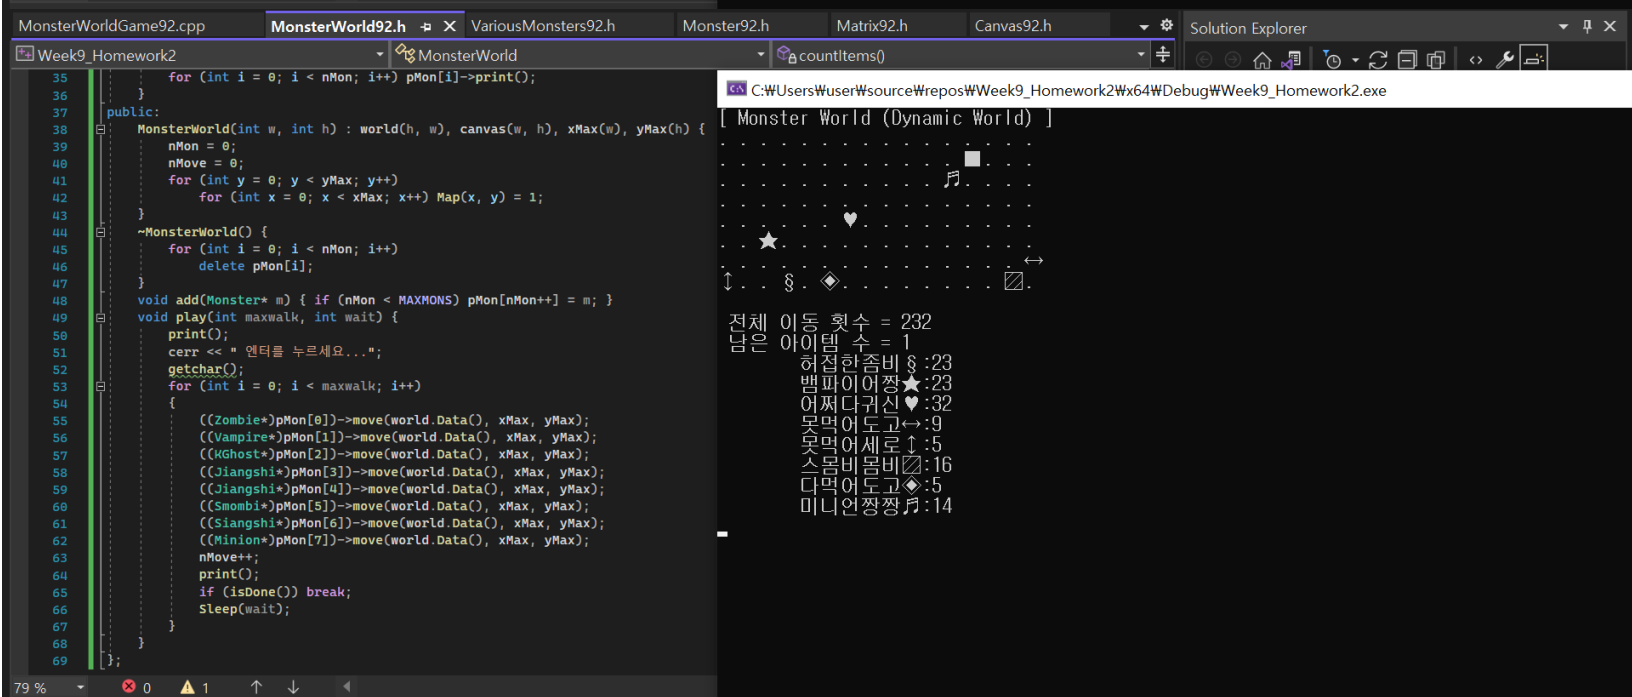 MonsterWorldGame92.cpp MonsterWorld92.h VariousMonsters92.h Monster92.h Matrix92.h Canvas92.h
Week9_Homework2 MonsterWorld countItems()
35 for (int i = 0; i < nMon; i++) pMon[i]->print();
36 }
37 public:
38 MonsterWorld(int w, int h) : world(h, w), canvas(w, h), xMax(w), yMax(h) {
39 nMon = 0;
40 nMove = 0;
41 for (int y = 0; y < yMax; y++)
42 for (int x = 0; x < xMax; x++) Map(x, y) = 1;
43 }
44 ~MonsterWorld() {
45 for (int i = 0; i < nMon; i++)
46 delete pMon[i];
47 }
48 void add(Monster* m) { if (nMon < MAXMONS) pMon[nMon++] = m; }
49 void play(int maxwalk, int wait) {
50 print();
51 cerr << " 엔터를 누르세요...";
52 getchar();
53 for (int i = 0; i < maxwalk; i++)
54 {
55 ((Zombie*)pMon[0])->move(world.Data(), xMax, yMax);
56 ((Vampire*)pMon[1])->move(world.Data(), xMax, yMax);
57 ((KGhost*)pMon[2])->move(world.Data(), xMax, yMax);
58 ((Jiangshi*)pMon[3])->move(world.Data(), xMax, yMax);
59 ((Jiangshi*)pMon[4])->move(world.Data(), xMax, yMax);
60 ((Smombi*)pMon[5])->move(world.Data(), xMax, yMax);
61 ((Siangshi*)pMon[6])->move(world.Data(), xMax, yMax);
62 ((Minion*)pMon[7])->move(world.Data(), xMax, yMax);
63 nMove++;
64 print();
65 if (isDone()) break;
66 Sleep(wait);
67 }
68 }
69 };
79 % 0 1
Solution Explorer
C:₩Users₩user₩source₩repos₩Week9_Homework2₩x64₩Debug₩Week9_Homework2.exe
[ Monster World (Dynamic World) ]
. . . . . . . . . . . . . . . .
. . . . . . . . . . . . ■ . . .
. . . . . . . . . . . ♬ . . . .
. . . . . . . . . . . . . . . .
. . . . . . ♥ . . . . . . . . .
. . ★ . . . . . . . . . . . . .
. . . . . . . . . . . . . . . ↔
↕ . . § . ◈ . . . . . . . . ▨ .
전체 이동 횟수 = 232
남은 아이템 수 = 1
허접한좀비§:23
뱀파이어짱★:23
어쩌다귀신♥:32
못먹어도고↔:9
못먹어세로↕:5
스몸비몸비▨:16
다먹어도고◈:5
미니언짱짱♬:14